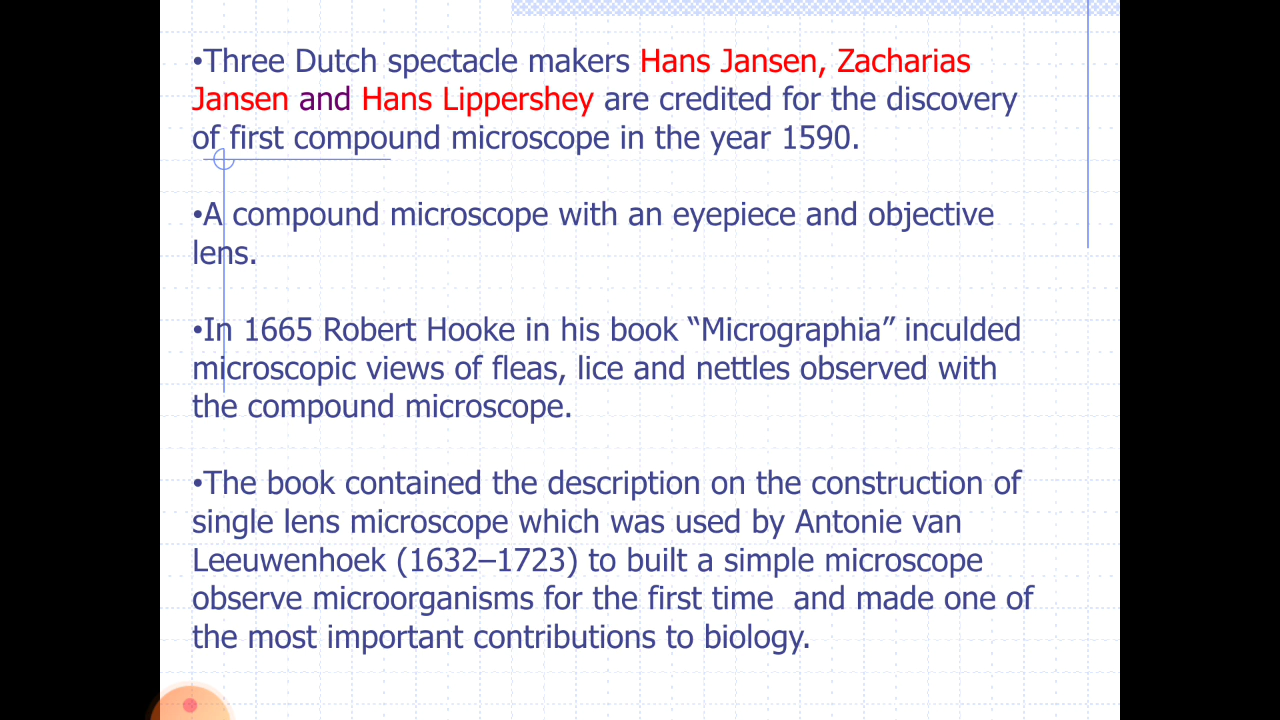 •Three Dutch spectacle makers Hans Jansen, Zacharias
Jansen and Hans Lippershey are credited for the discovery
of first compound microscope in the year 1590.
•A compound microscope with an eyepiece and objective
lens.
•In 1665 Robert Hooke in his book “Micrographia” inculded
microscopic views of fleas, lice and nettles observed with
the compound microscope.
•The book contained the description on the construction of
single lens microscope which was used by Antonie van
Leeuwenhoek (1632–1723) to built a simple microscope
observe microorganisms for the first time  and made one of
the most important contributions to biology.